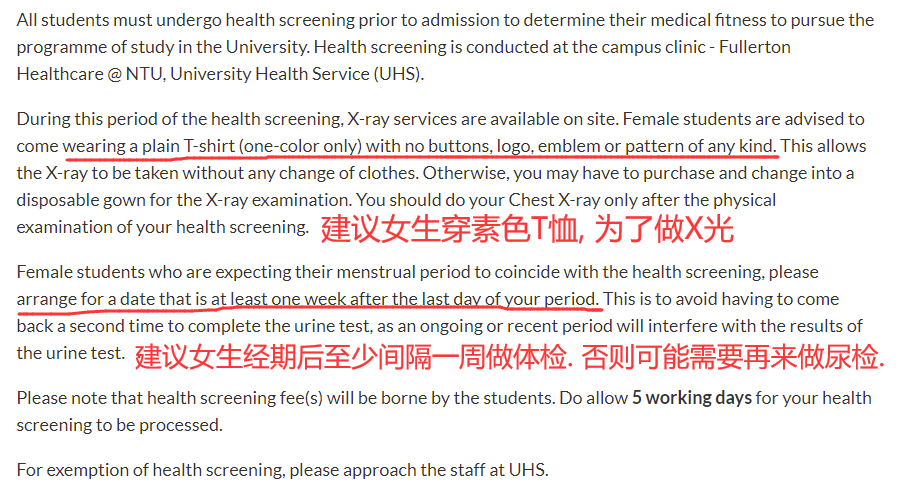 All students must undergo health screening prior to admission to determine their medical fitness to pursue the
programme of study in the University. Health screening is conducted at the campus clinic - Fullerton
Healthcare @ NTU, University Health Service (UHS).
During this period of the health screening, X-ray services are available on site. Female students are advised to
come wearing a plain T-shirt (one-color only) with no buttons, logo, emblem or pattern of any kind. This allows
the X-ray to be taken without any change of clothes. Otherwise, you may have to purchase and change into a
disposable gown for the X-ray examination. You should do your Chest X-ray only after the physical
examination of your health screening. 建议女生穿素色T恤, 为了做X光
Female students who are expecting their menstrual period to coincide with the health screening, please
arrange for a date that is at least one week after the last day of your period. This is to avoid having to come
back a second time to complete the urine test, as an ongoing or recent period will interfere with the results of
the urine test. 建议女生经期后至少间隔一周做体检. 否则可能需要再来做尿检.
Please note that health screening fee(s) will be borne by the students. Do allow 5 working days for your health
screening to be processed.
For exemption of health screening, please approach the staff at UHS.